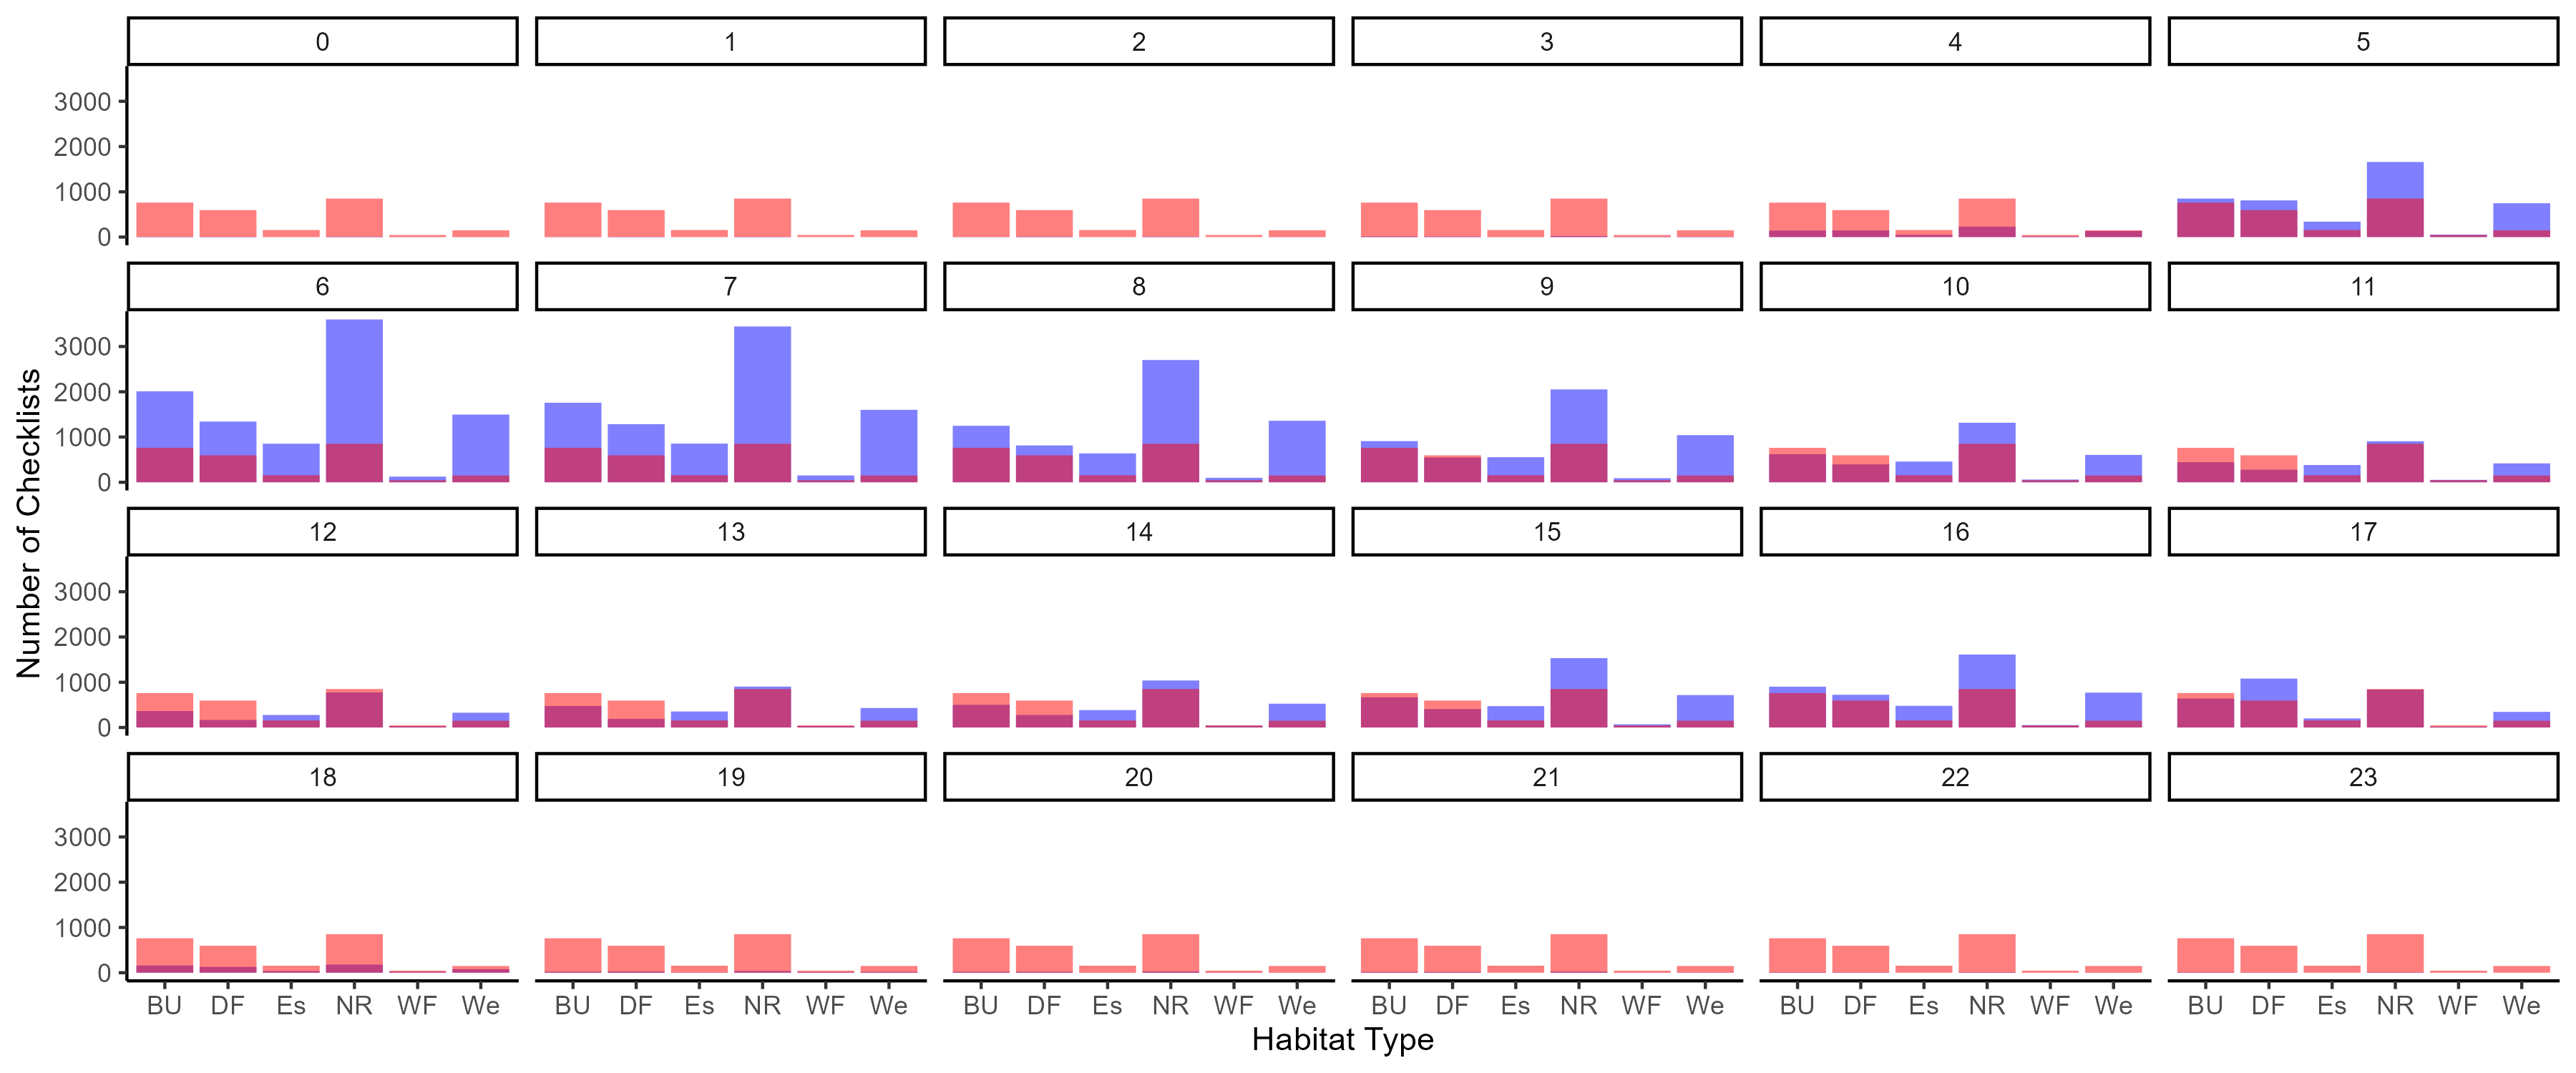 0 1 2 3 4 5
3000
2000
1000
0
6 7 8 9 10 11
3000
2000
1000
0
12 13 14 15 16 17
3000
2000
1000
0
18 19 20 21 22 23
3000
2000
1000
0
BU DF Es NR WF We BU DF Es NR WF We BU DF Es NR WF We BU DF Es NR WF We BU DF Es NR WF We BU DF Es NR WF We
Habitat Type
Number of Checklists